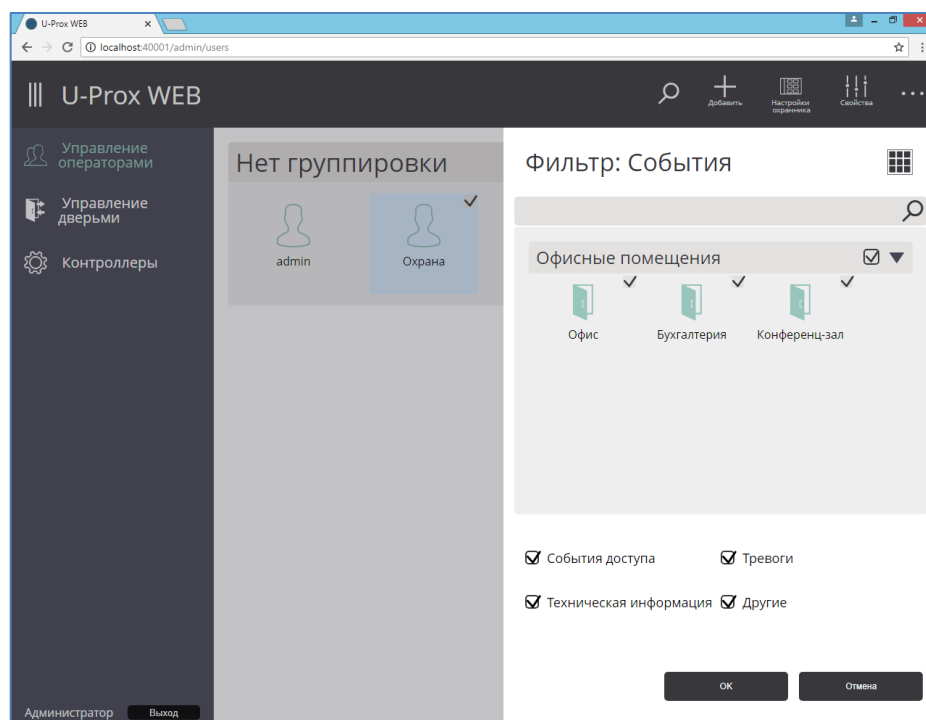 U-Prox WEB
localhost:40001/admin/users
U-Prox WEB
Добавить
Настройки
охранника
Свойства
Управление
операторами
Управление
дверьми
Контроллеры
Нет группировки
admin
Охрана
Фильтр: События
Офисные помещения
Офис
Бухгалтерия
Конференц-зал
События доступа
Тревоги
Техническая информация
Другие
OK
Отмена
Администратор
Выход